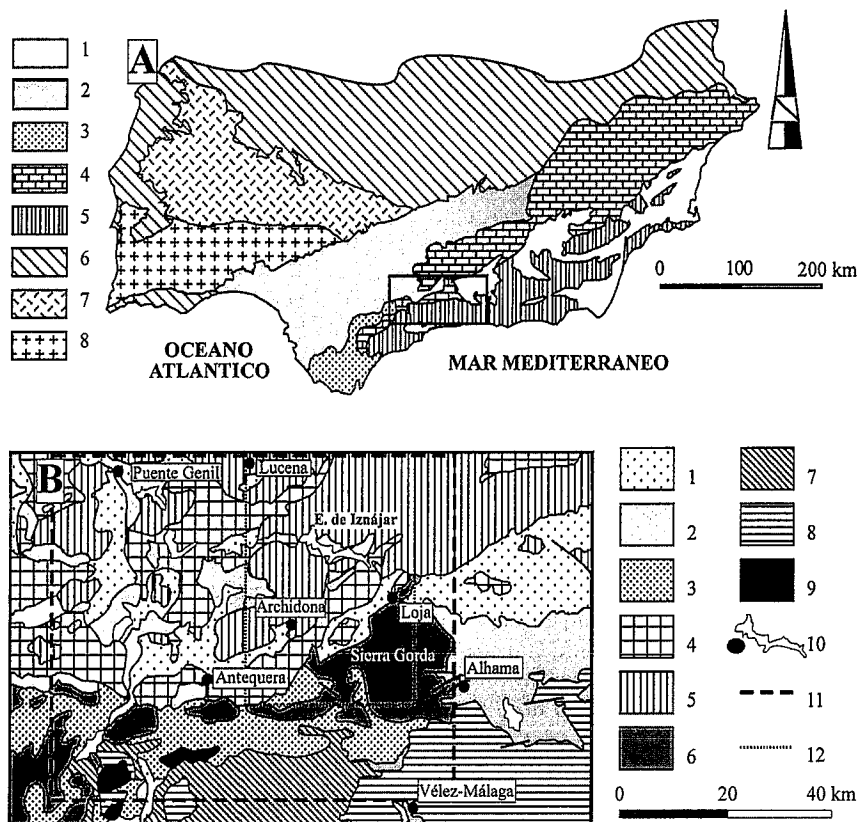 A
1
2
3
4
5
6
7
8
OCEANO
ATLANTICO
MAR MEDITERRANEO
0 100 200 km
B
Puente Genil
Lucena
E. de Iznájar
Archidona
Loja
Sierra Gorda
Antequera
Alhama
Vélez-Málaga
1
2
3
4
5
6
7
8
9
10
11
12
0 20 40 km